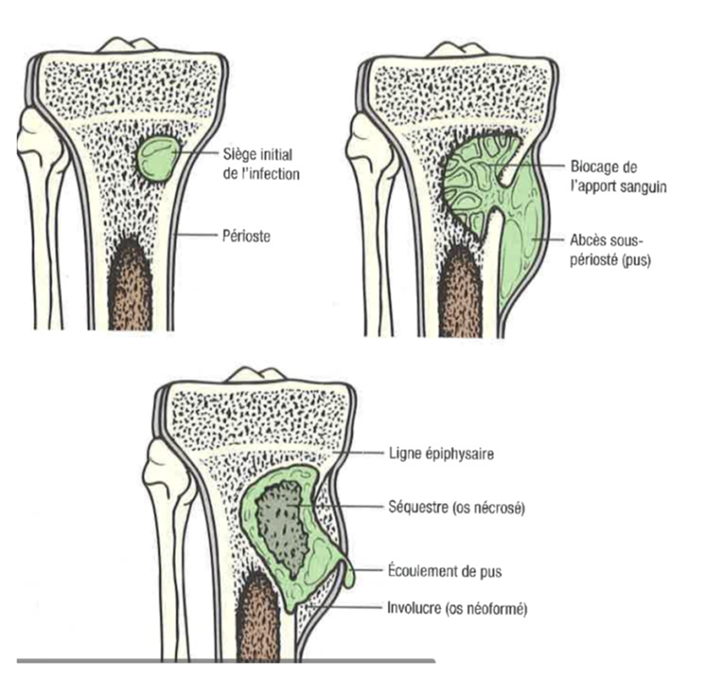 Siège initial
de l'infection
Périoste
Blocage de
l'apport sanguin
Abcès sous-
périosté (pus)
Ligne épiphysaire
Séquestre (os nécrosé)
Écoulement de pus
Involucre (os néoformé)